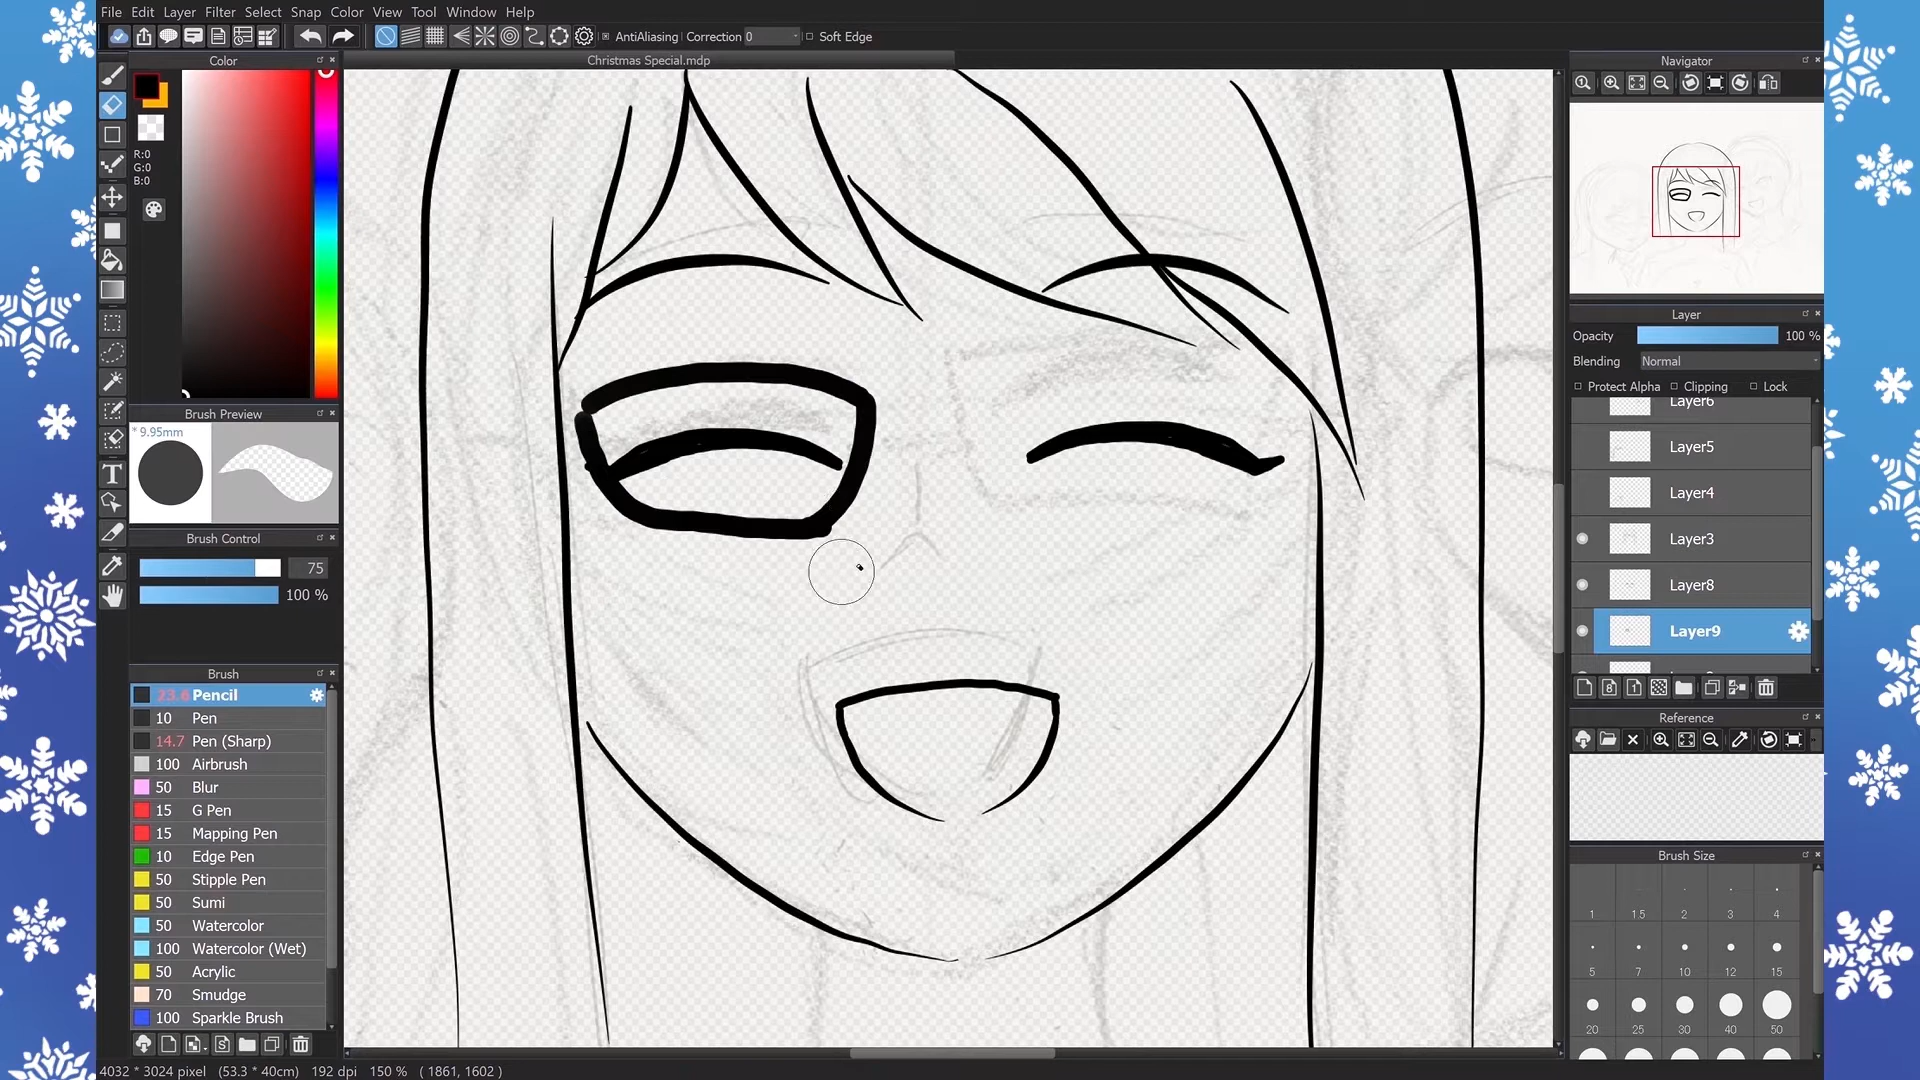 File Edit Layer Filter Select Snap Color View Tool Window Help
AntiAliasing Correction 0 Soft Edge
Color
Christmas Special.mdp
Navigator
R:0
G:0
B:0
Brush Preview
* 9.95mm
Brush Control
75
100 %
Brush
23.6 Pencil
10 Pen
14.7 Pen (Sharp)
100 Airbrush
50 Blur
15 G Pen
15 Mapping Pen
10 Edge Pen
50 Stipple Pen
50 Sumi
50 Watercolor
100 Watercolor (Wet)
50 Acrylic
70 Smudge
100 Sparkle Brush
Layer
Opacity 100 %
Blending Normal
Protect Alpha Clipping Lock
Layer6
Layer5
Layer4
Layer3
Layer8
Layer9
Reference
Brush Size
1 1.5 2 3 4
5 7 10 12 15
20 25 30 40 50
4032 * 3024 pixel (53.3 * 40cm) 192 dpi 150 % ( 1861, 1602 )